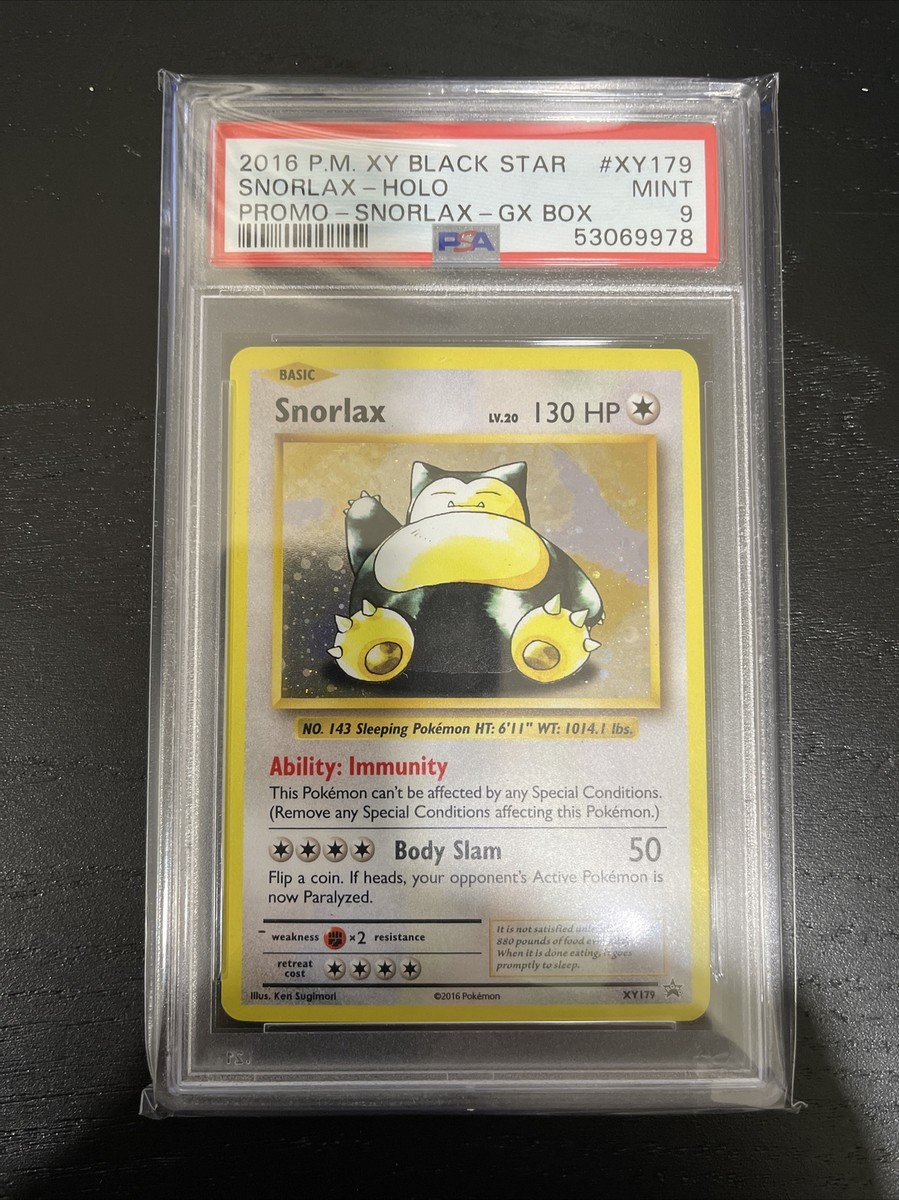 2016 P.M. XY BLACK STAR #XY179
SNORLAX – HOLO MINT
PROMO – SNORLAX – GX BOX 9
PSA 53069978
BASIC
Snorlax LV.20 130 HP
NO. 143 Sleeping Pokémon HT: 6'11" WT: 1014.1 lbs.
Ability: Immunity
This Pokémon can't be affected by any Special Conditions.
(Remove any Special Conditions affecting this Pokémon.)
Body Slam 50
Flip a coin. If heads, your opponent's Active Pokémon is
now Paralyzed.
weakness ×2 resistance
retreat
cost
It is not satisfied
880 pounds of food
When it is done eating, it goes
promptly to sleep.
Illus. Ken Sugimori ©2016 Pokémon XY179